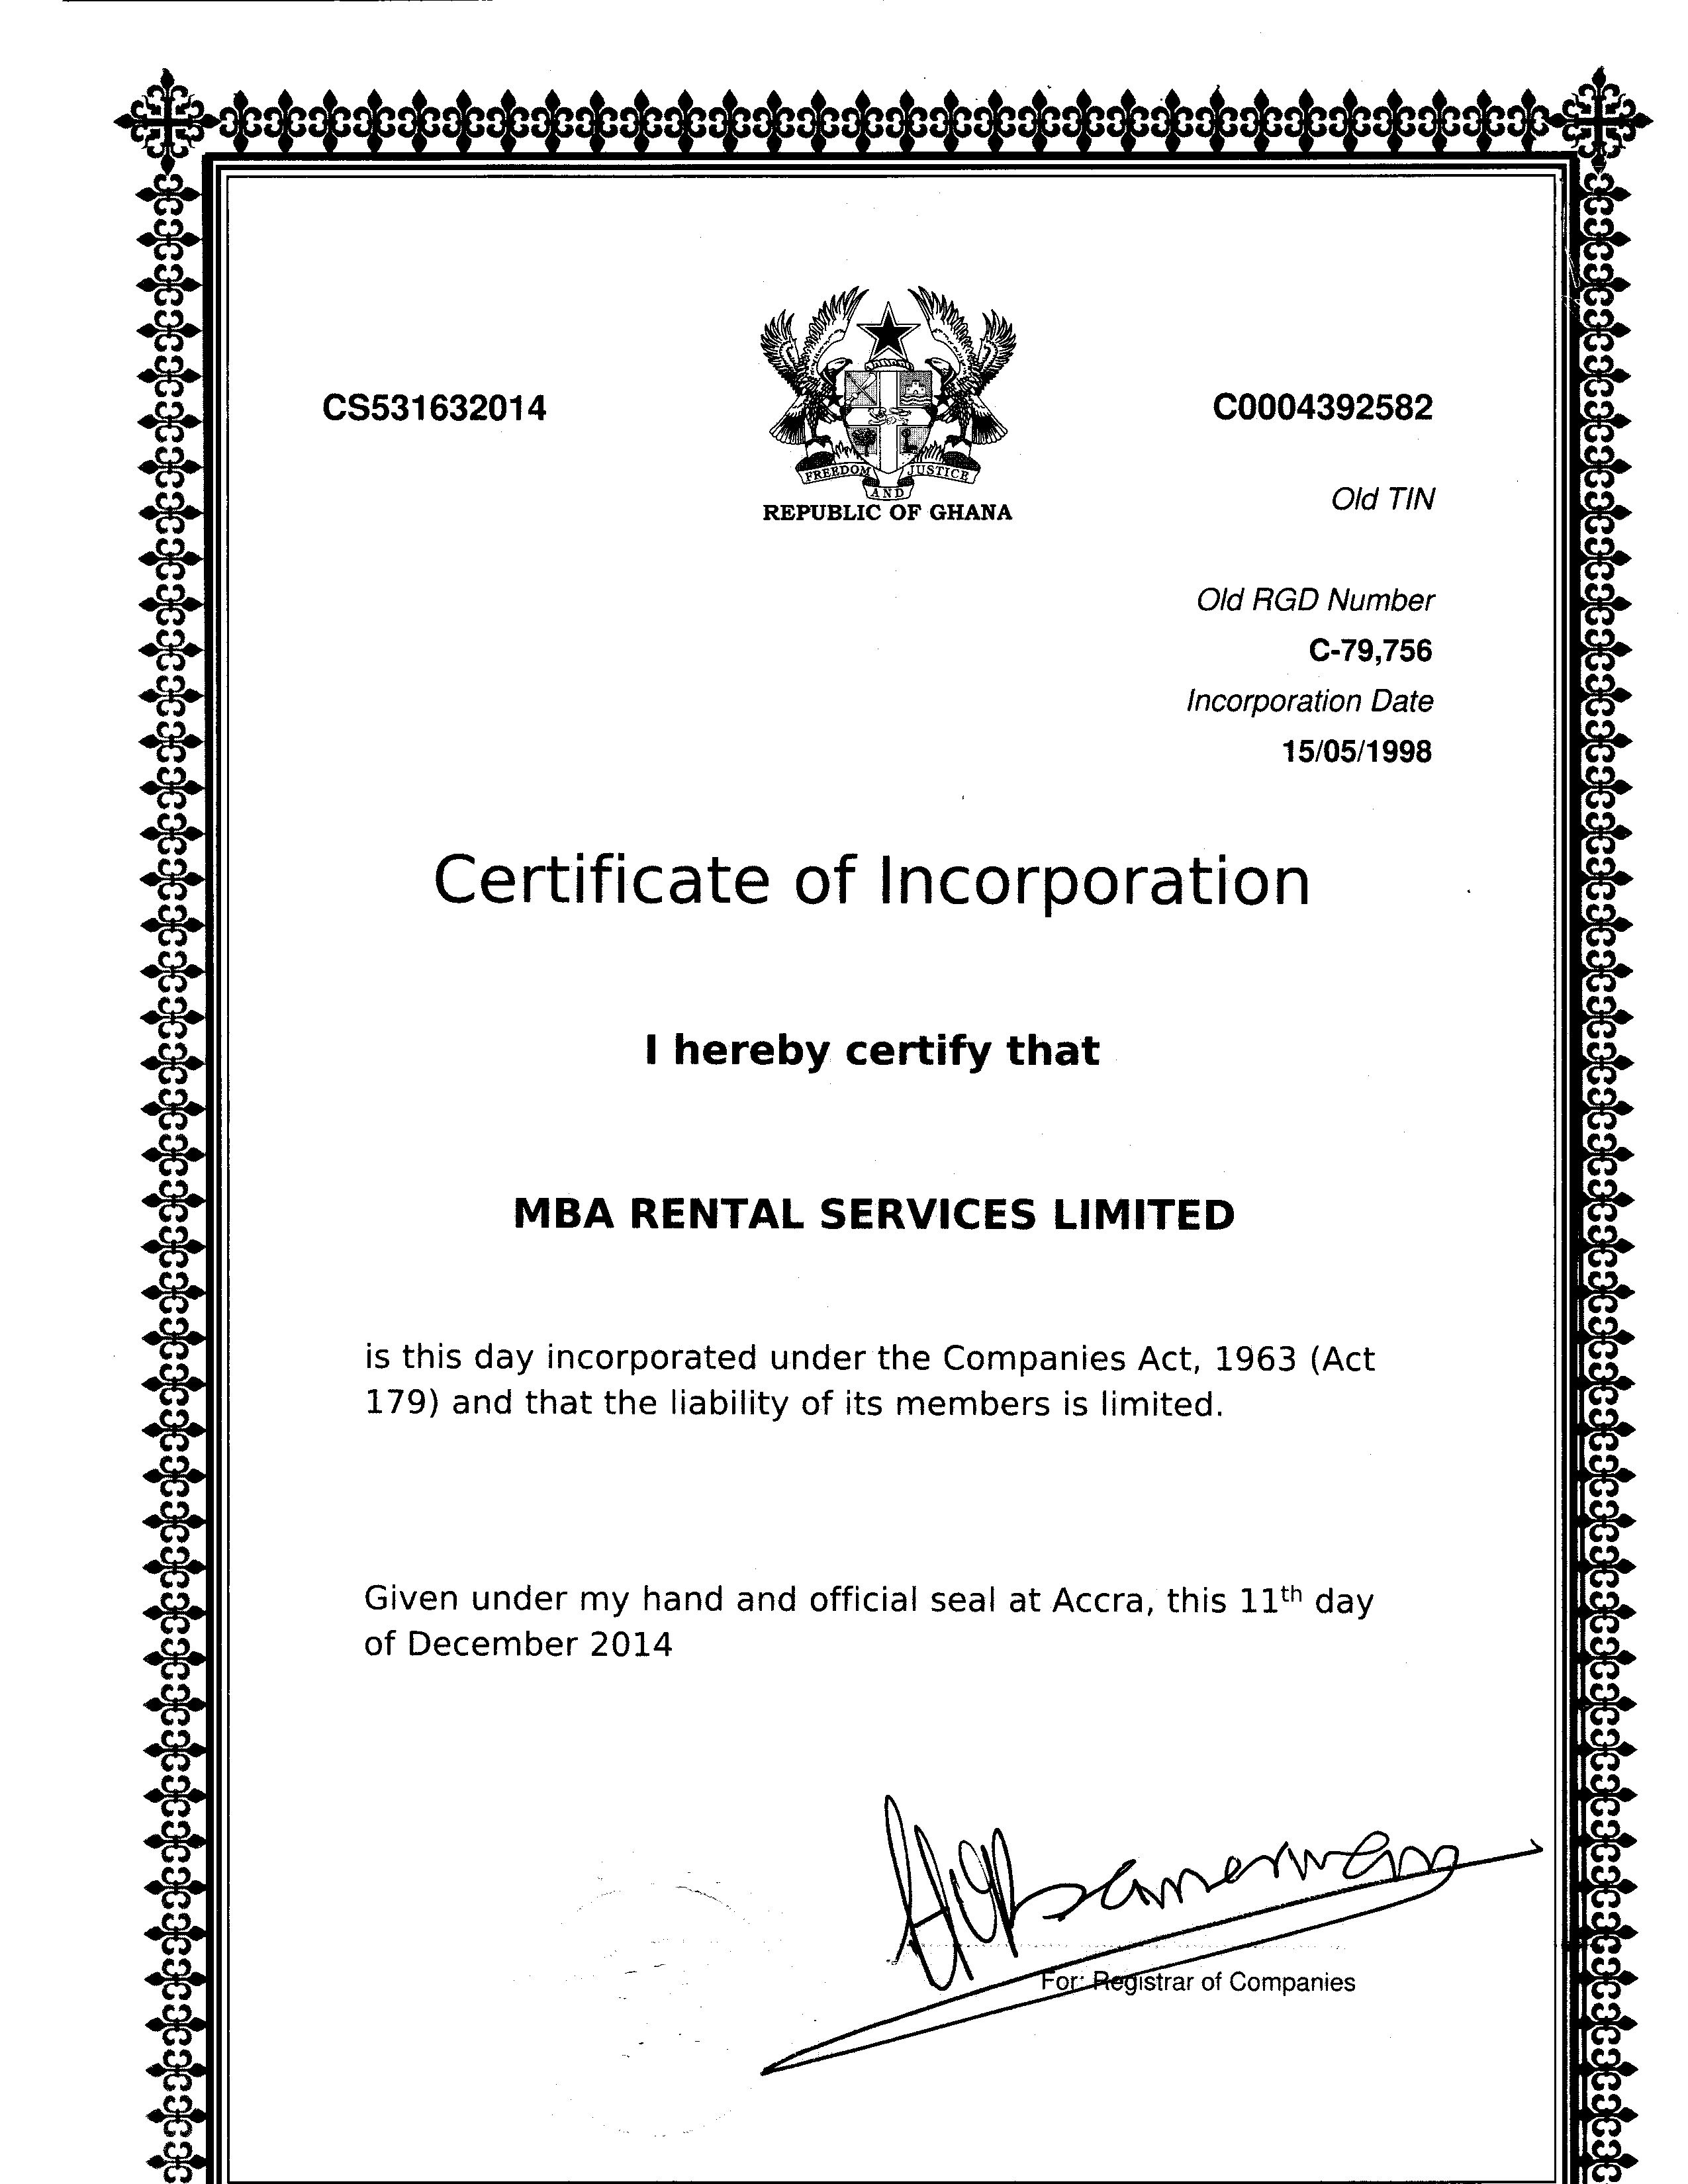 CS531632014
C0004392582
FREEDOM
JUSTICE
AND
REPUBLIC OF GHANA
Old TIN
Old RGD Number
C-79,756
Incorporation Date
15/05/1998
Certificate of Incorporation
I hereby certify that
MBA RENTAL SERVICES LIMITED
is this day incorporated under the Companies Act, 1963 (Act
179) and that the liability of its members is limited.
Given under my hand and official seal at Accra, this 11th day
of December 2014
For: Registrar of Companies